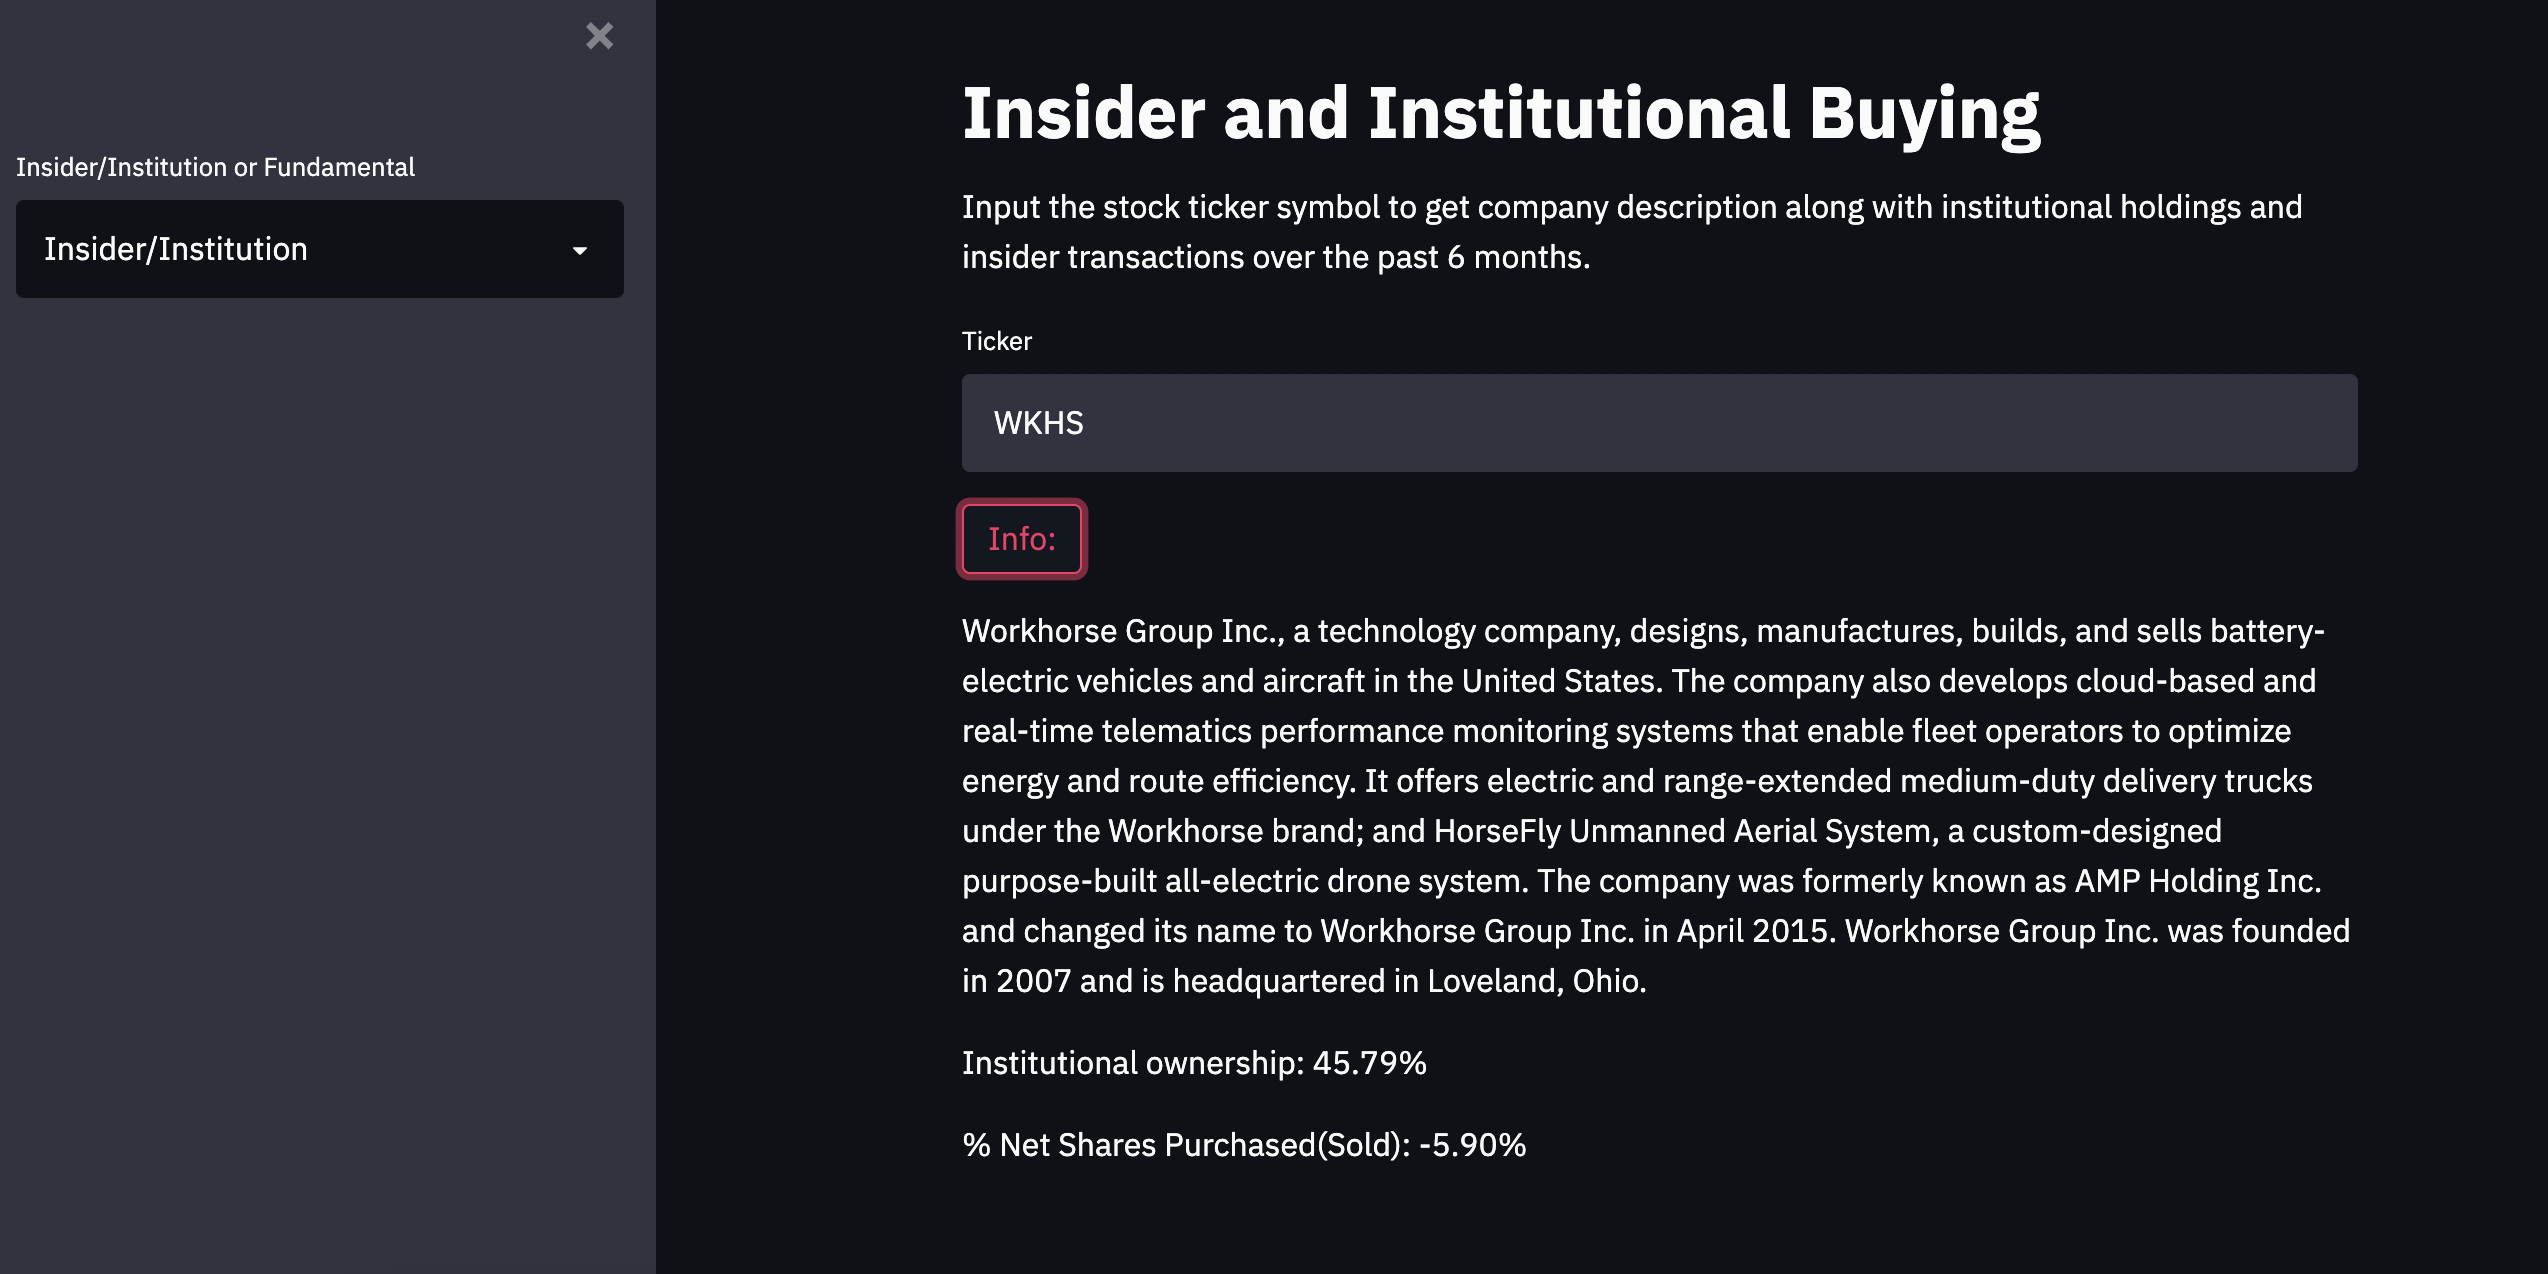 Insider/Institution or Fundamental
Insider/Institution
Insider and Institutional Buying
Input the stock ticker symbol to get company description along with institutional holdings and
insider transactions over the past 6 months.
Ticker
WKHS
Info:
Workhorse Group Inc., a technology company, designs, manufactures, builds, and sells battery-
electric vehicles and aircraft in the United States. The company also develops cloud-based and
real-time telematics performance monitoring systems that enable fleet operators to optimize
energy and route efficiency. It offers electric and range-extended medium-duty delivery trucks
under the Workhorse brand; and HorseFly Unmanned Aerial System, a custom-designed
purpose-built all-electric drone system. The company was formerly known as AMP Holding Inc.
and changed its name to Workhorse Group Inc. in April 2015. Workhorse Group Inc. was founded
in 2007 and is headquartered in Loveland, Ohio.
Institutional ownership: 45.79%
% Net Shares Purchased(Sold): -5.90%